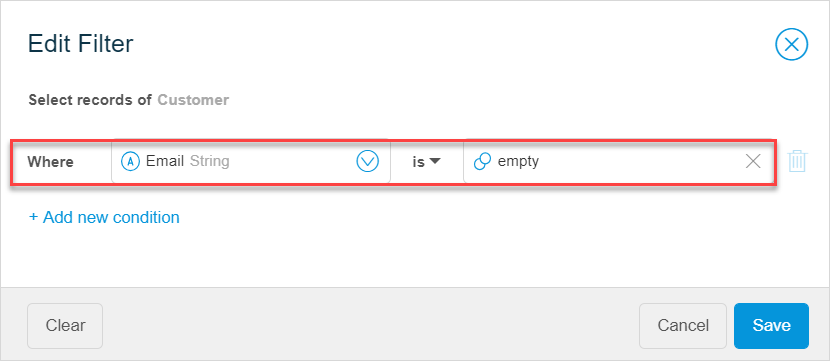 Edit Filter
Select records of Customer
Where A Email String is empty
+ Add new condition
Clear Cancel Save